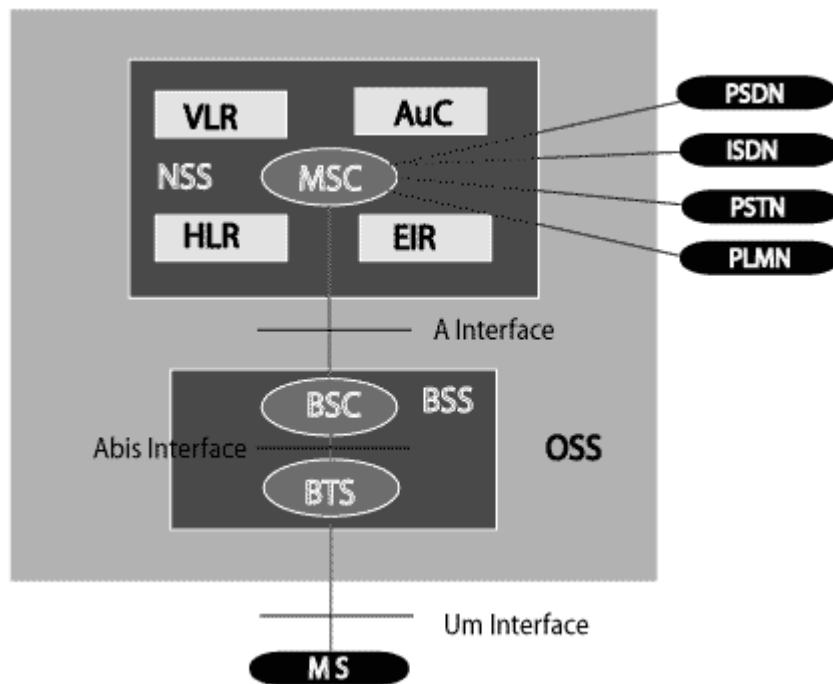 VLR
AuC
PSDN
ISDN
NSS
MSC
PSTN
HLR
EIR
PLMN
A Interface
BSC
BSS
Abis Interface
OSS
BTS
Um Interface
M S